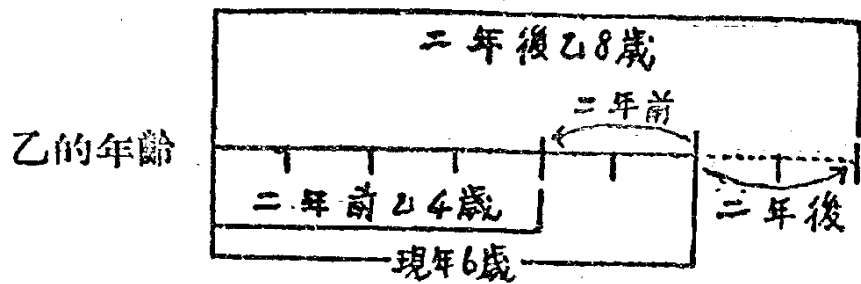 二年後乙8歲
二年前
乙的年齡
二年前乙4歲
二年後
現年6歲